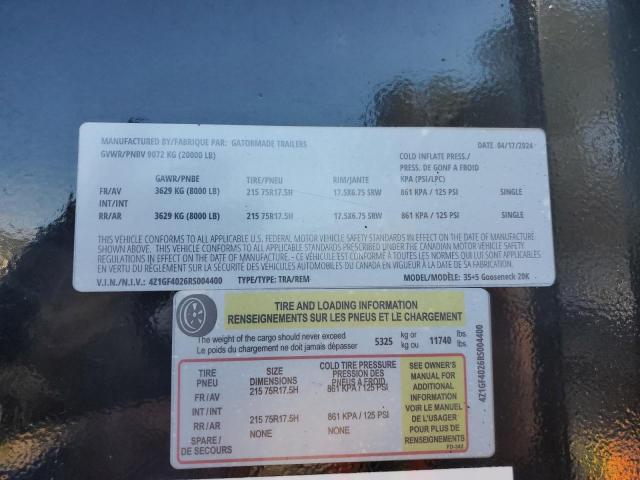 MANUFACTURED BY/FABRIQUE PAR: GATORMADE TRAILERS DATE 04/17/2024
GVWR/PNBV 9072 KG (20000 LB)
COLD INFLATE PRESS./
PRESS. DE GONF A FROID
GAWR/PNBE TIRE/PNEU RIM/JANTE KPA (PSI/LPC)
FR/AV 3629 KG (8000 LB) 215 75R17.5H 17.5X6.75 SRW 861 KPA / 125 PSI SINGLE
INT/INT
RR/AR 3629 KG (8000 LB) 215 75R17.5H 17.5X6.75 SRW 861 KPA / 125 PSI SINGLE
THIS VEHICLE CONFORMS TO ALL APPLICABLE U.S. FEDERAL MOTOR VEHICLE SAFETY STANDARDS IN EFFECT ON THE DATE OF
MANUFACTURE. THIS VEHICLE CONFORMS TO ALL APPLICABLE STANDARDS PRESCRIBED UNDER THE CANADIAN MOTOR VEHICLE SAFETY
REGULATIONS IN EFFECT ON THE DATE OF MANUFACTURE. - CE VÉHICULE EST CONFORME À TOUTES LES NORMES QUI LUI SONT APPLICABLES
EN VERTU DU RÈGLEMENT SUR LA SÉCURITÉ DES VÉHICULES AUTOMOBILES DU CANADA EN VIGUEUR À LA DATE DE SA FABRICATION.
V.I.N./N.I.V.: 4Z1GF4026RS004400 TYPE/TYPE: TRA/REM MODEL/MODÈLE: 35+5 Gooseneck 20K
TIRE AND LOADING INFORMATION
RENSEIGNEMENTS SUR LES PNEUS ET LE CHARGEMENT
The weight of the cargo should never exceed 5325 kg or 11740 lbs.
Le poids du chargement ne doit jamais dépasser kg ou lbs.
TIRE SIZE COLD TIRE PRESSURE
PNEU DIMENSIONS PRESSION DES PNEUS A FROID
FR / AV 215 75R17.5H 861 KPA / 125 PSI
INT / INT
RR / AR 215 75R17.5H 861 KPA / 125 PSI
SPARE / NONE NONE
DE SECOURS
SEE OWNER'S
MANUAL FOR
ADDITIONAL
INFORMATION
VOIR LE MANUEL
DE L'USAGER
POUR PLUS DE
RENSEIGNEMENTS
FD-342
4Z1GF4026RS004400